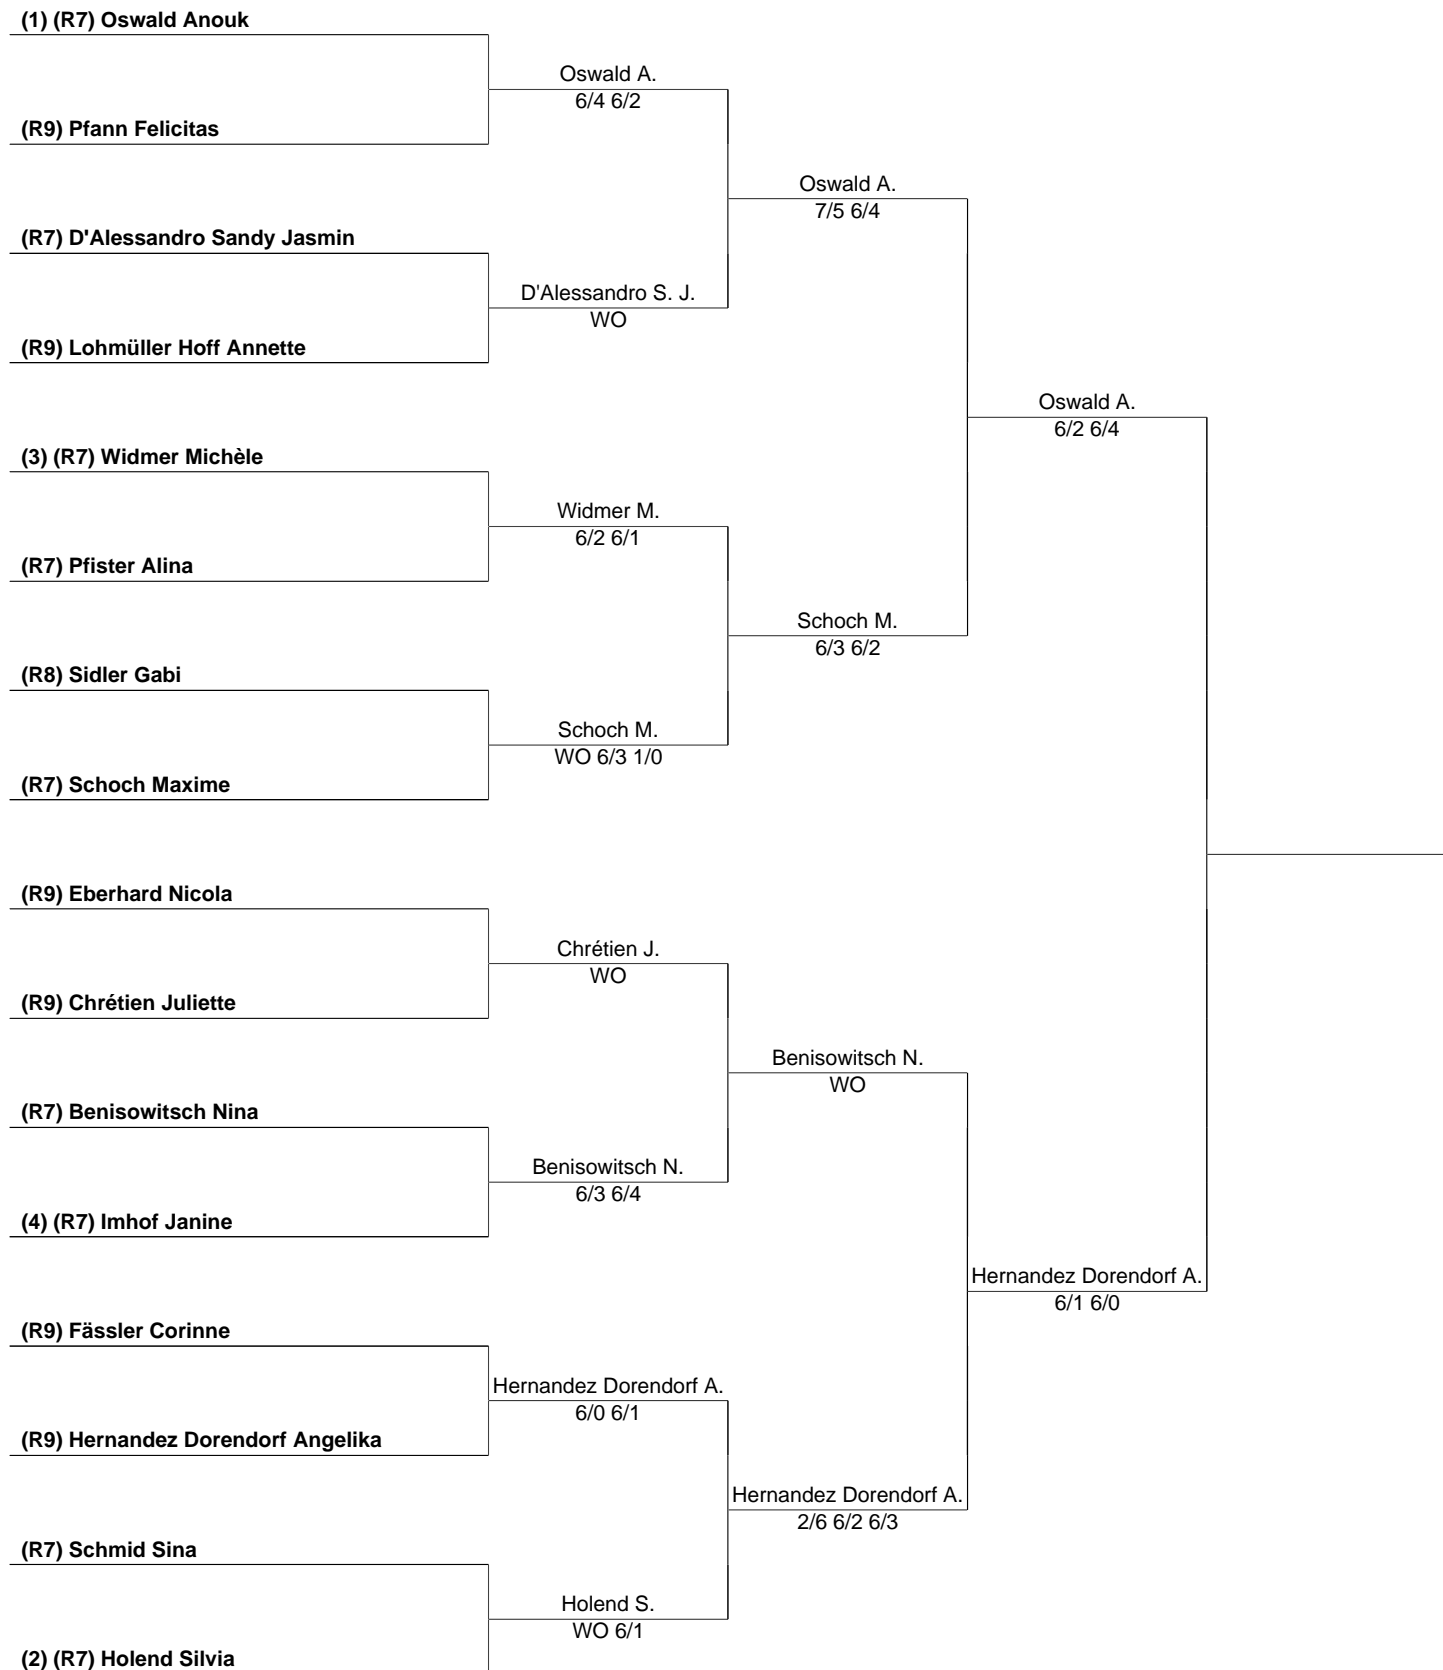 (1) (R7) Oswald Anouk
Oswald A.
6/4 6/2
(R9) Pfann Felicitas
Oswald A.
7/5 6/4
(R7) D'Alessandro Sandy Jasmin
D'Alessandro S. J.
WO
(R9) Lohmüller Hoff Annette
Oswald A.
6/2 6/4
(3) (R7) Widmer Michèle
Widmer M.
6/2 6/1
(R7) Pfister Alina
Schoch M.
6/3 6/2
(R8) Sidler Gabi
Schoch M.
WO 6/3 1/0
(R7) Schoch Maxime
(R9) Eberhard Nicola
Chrétien J.
WO
(R9) Chrétien Juliette
Benisowitsch N.
WO
(R7) Benisowitsch Nina
Benisowitsch N.
6/3 6/4
(4) (R7) Imhof Janine
Hernandez Dorendorf A.
6/1 6/0
(R9) Fässler Corinne
Hernandez Dorendorf A.
6/0 6/1
(R9) Hernandez Dorendorf Angelika
Hernandez Dorendorf A.
2/6 6/2 6/3
(R7) Schmid Sina
Holend S.
WO 6/1
(2) (R7) Holend Silvia